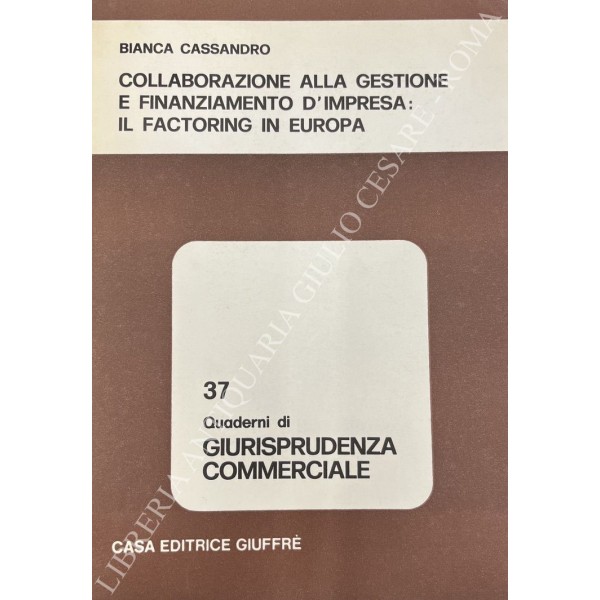 BIANCA CASSANDRO
COLLABORAZIONE ALLA GESTIONE
E FINANZIAMENTO D'IMPRESA:
IL FACTORING IN EUROPA
37
Quaderni di
GIURISPRUDENZA
COMMERCIALE
CASA EDITRICE GIUFFRÈ
LIBRERIA ANTIQUARIA GIULIO CESARE - ROMA